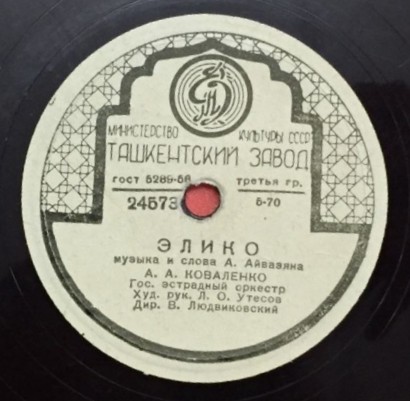 МИНИСТЕРСТВО КУЛЬТУРЫ СССР
ТАШКЕНТСКИЙ ЗАВОД
гост 5289-56 третья гр.
24573 5-70
ЭЛИКО
музыка и слова А. Айвазяна
А. А. КОВАЛЕНКО
Гос. эстрадный оркестр
Худ. рук. Л. О. Утесов
Дир. В. Людвиковский